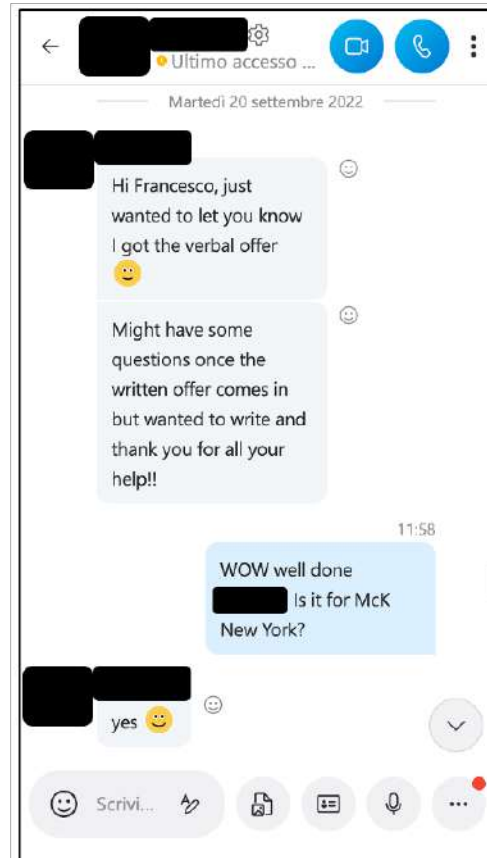 Ultimo accesso ...
Martedì 20 settembre 2022
Hi Francesco, just
wanted to let you know
I got the verbal offer
Might have some
questions once the
written offer comes in
but wanted to write and
thank you for all your
help!!
11:58
WOW well done
Is it for McK
New York?
yes
Scrivi...